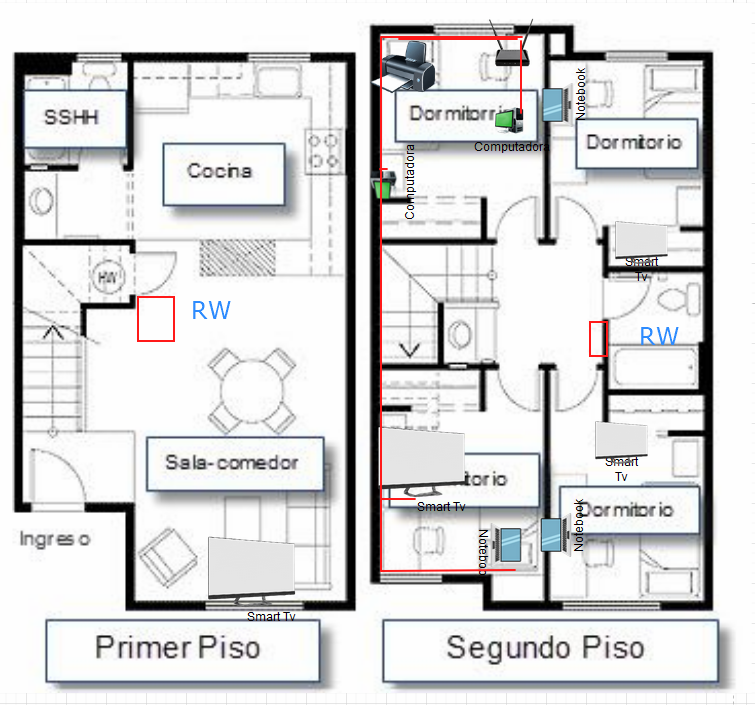 SSHH
Cocina
HW
RW
Sala-comedor
Ingreso
Smart Tv
Primer Piso
Dormitorio
Computadora
Computadora
Notebook
Dormitorio
Smart
Tv
RW
Smart Tv
Notebook
Smart
Tv
Notebook
Dormitorio
Segundo Piso